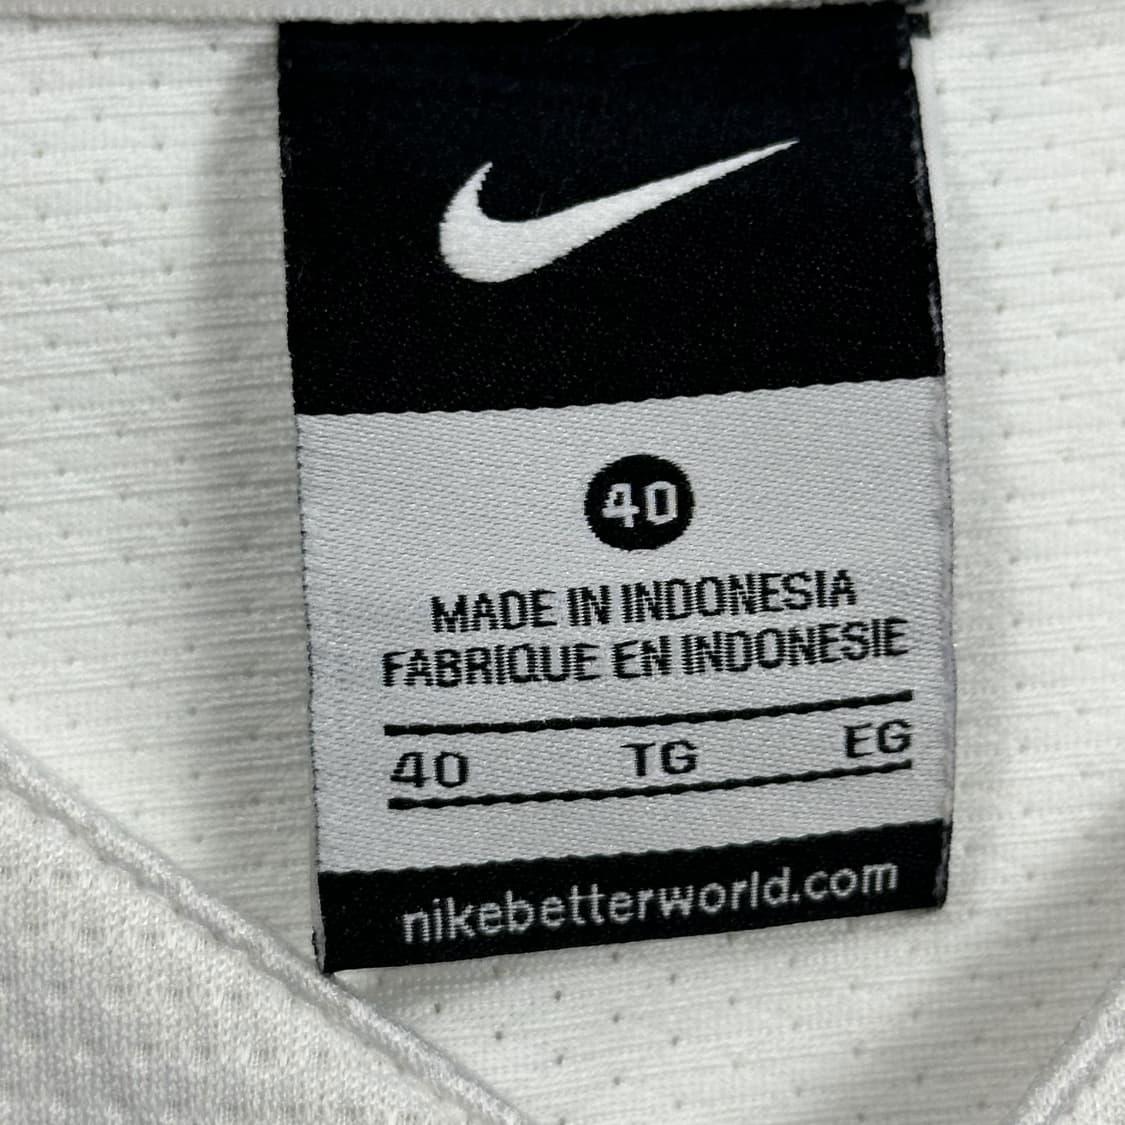 40
MADE IN INDONESIA
FABRIQUE EN INDONESIE
40 TG EG
nikebetterworld.com